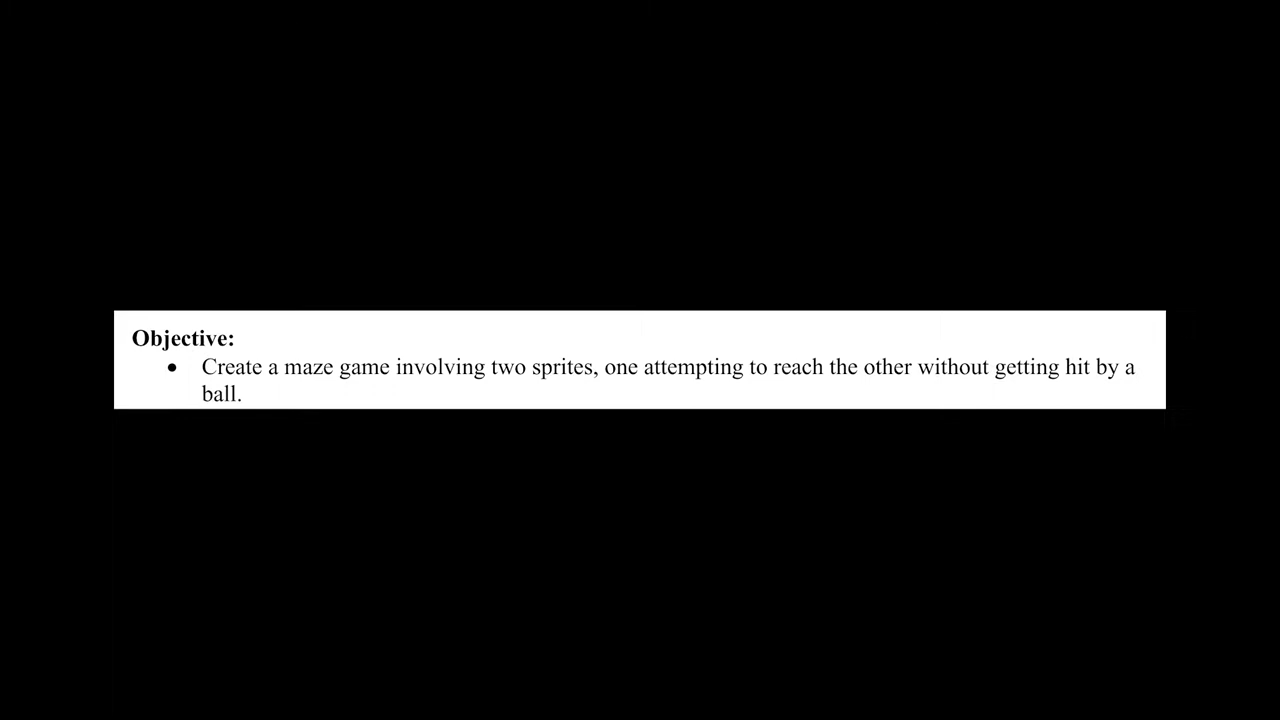 Objective:
• Create a maze game involving two sprites, one attempting to reach the other without getting hit by a
ball.